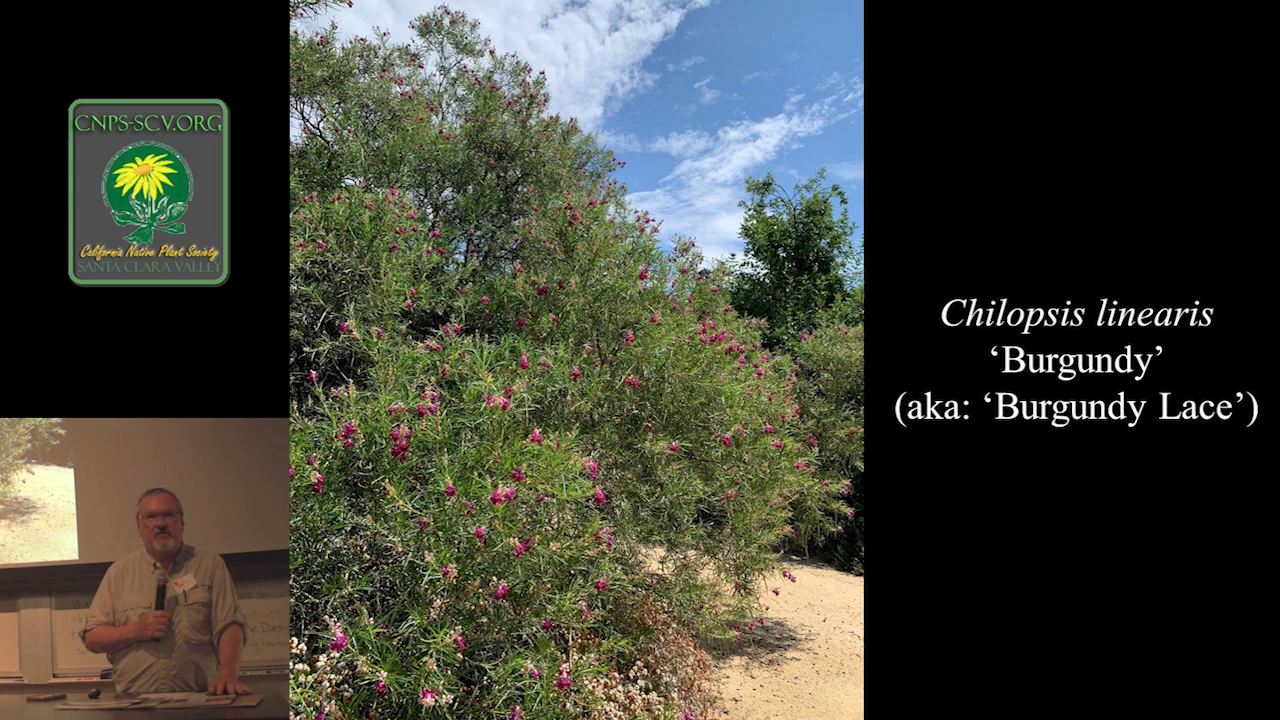 CNPS-SCV.ORG
California Native Plant Society
SANTA CLARA VALLEY
Chilopsis linearis
‘Burgundy’
(aka: ‘Burgundy Lace’)